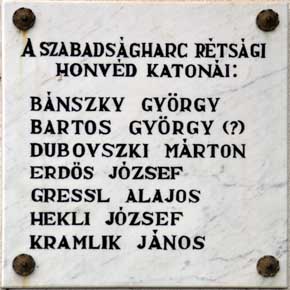 A SZABADSÁGHARC RÉTSÁGI
HONVÉD KATONÁI:
BÁNSZKY GYÖRGY
BARTOS GYÖRGY (?)
DUBOVSZKI MÁRTON
ERDŐS JÓZSEF
GRESSL ALAJOS
HEKLI JÓZSEF
KRAMLIK JÁNOS